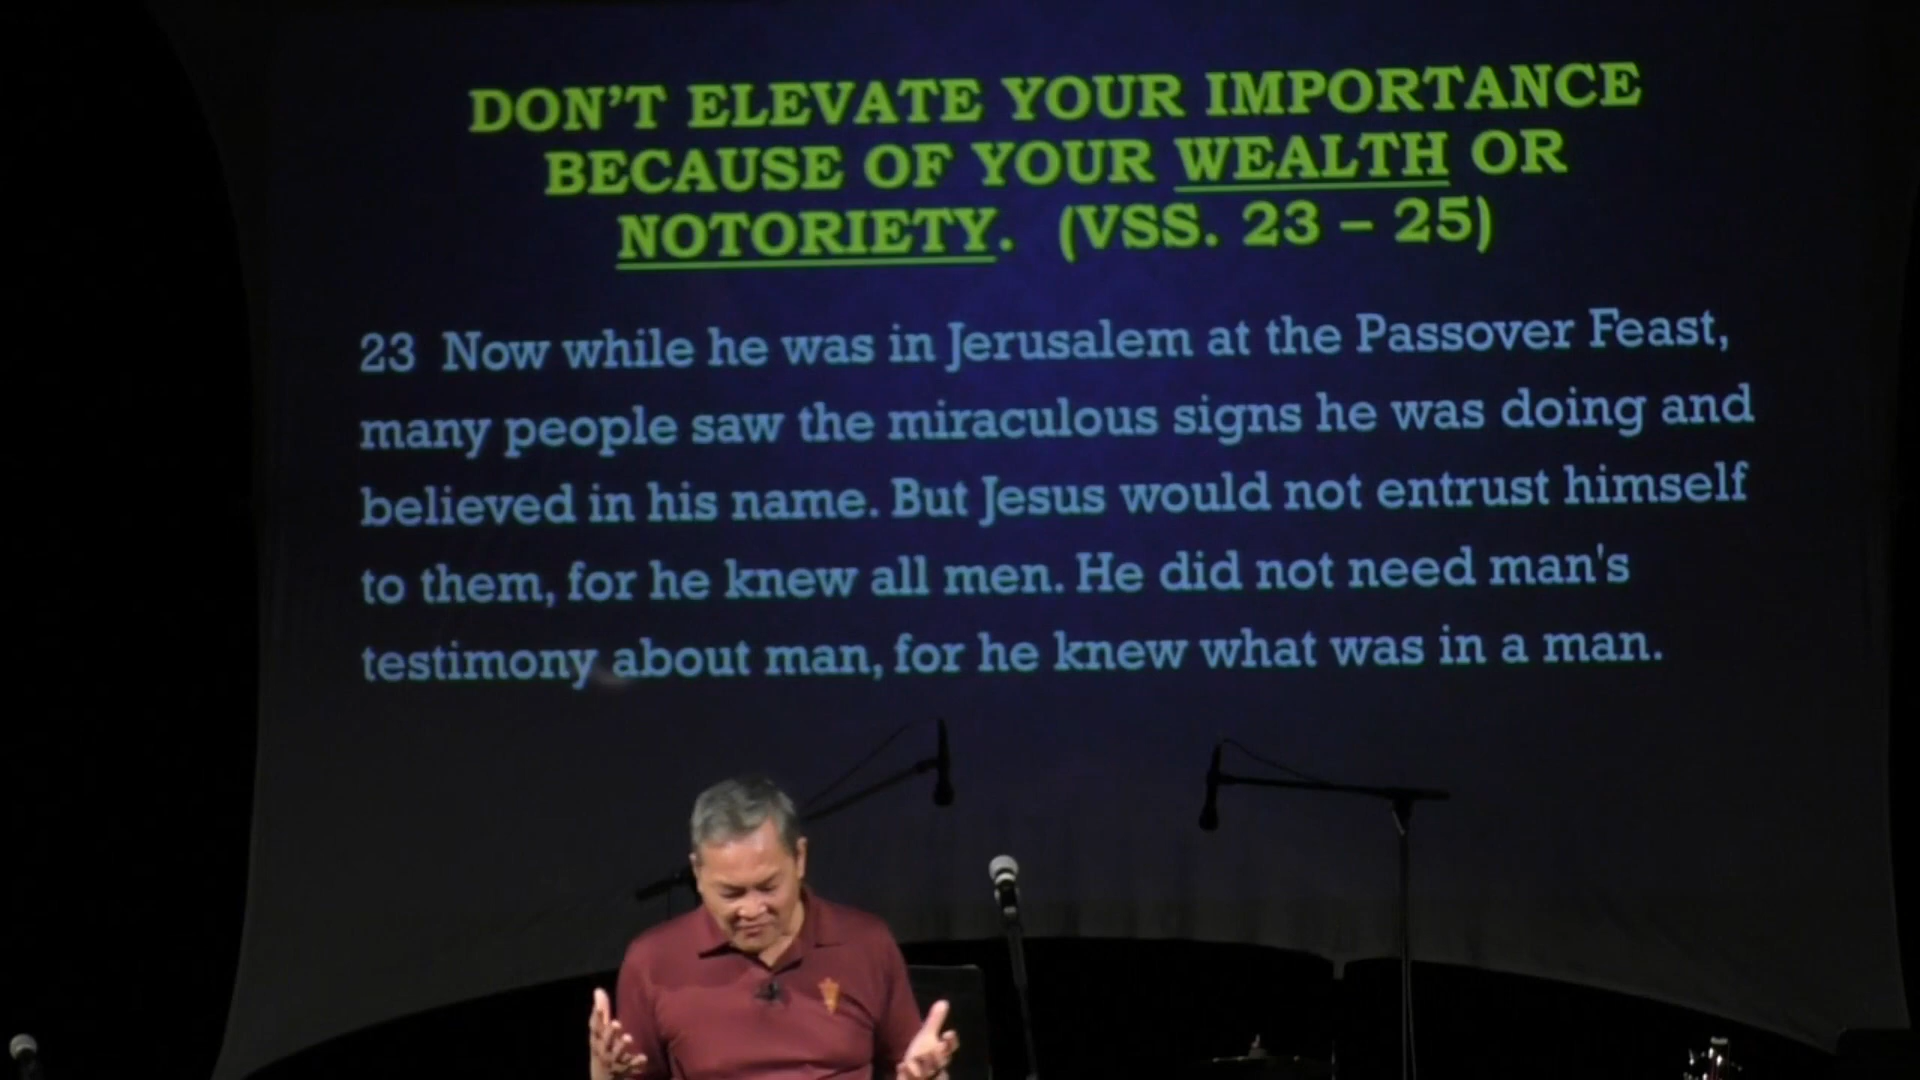 DON'T ELEVATE YOUR IMPORTANCE
BECAUSE OF YOUR WEALTH OR
NOTORIETY. (VSS. 23 – 25)
23 Now while he was in Jerusalem at the Passover Feast,
many people saw the miraculous signs he was doing and
believed in his name. But Jesus would not entrust himself
to them, for he knew all men. He did not need man's
testimony about man, for he knew what was in a man.